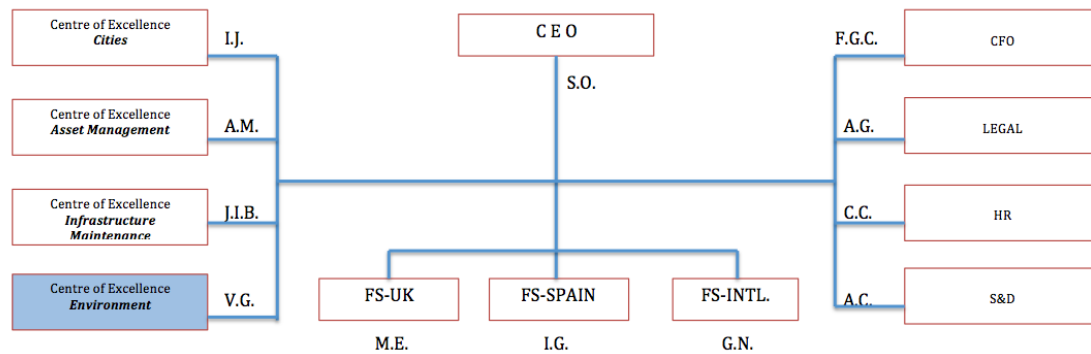 Centre of Excellence
Cities
I.J.
C E O
S.O.
F.G.C.
CFO
Centre of Excellence
Asset Management
A.M.
A.G.
LEGAL
Centre of Excellence
Infrastructure
Maintenance
J.I.B.
C.C.
HR
Centre of Excellence
Environment
V.G.
FS-UK
FS-SPAIN
FS-INTL.
A.C.
S&D
M.E.
I.G.
G.N.